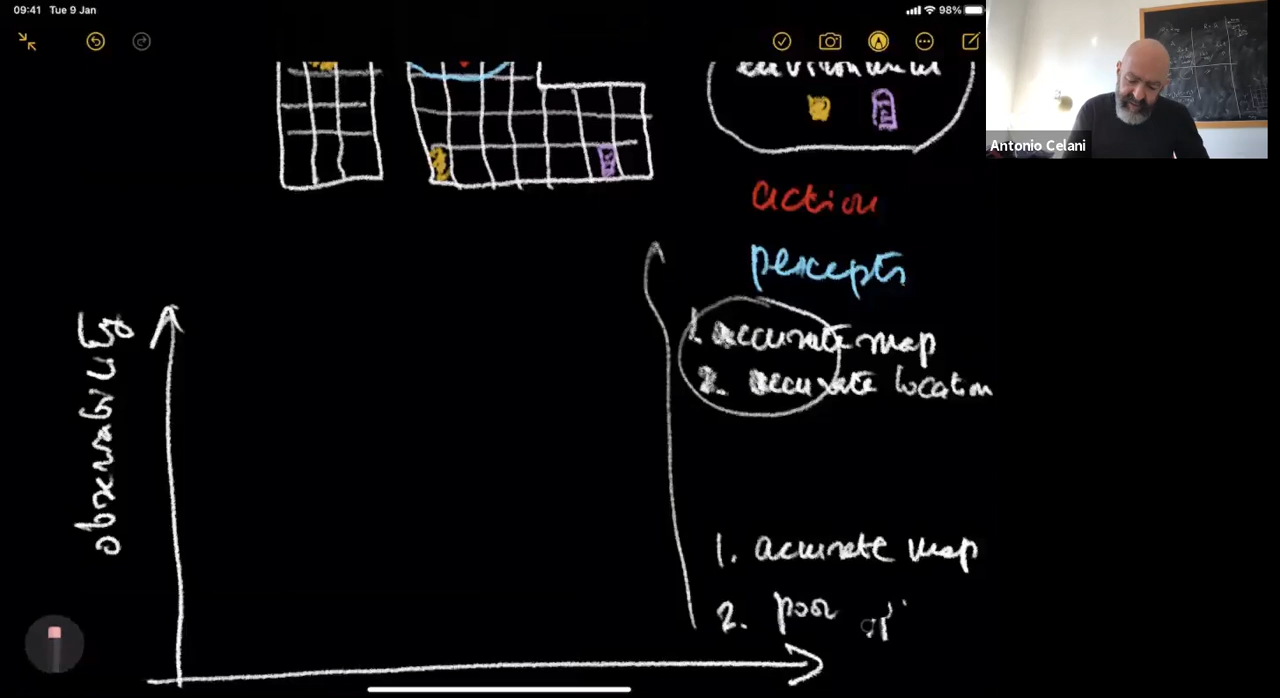 09:41 Tue 9 Jan
98%
environment
Antonio Celani
action
percepts
observability
1. accurate map
2. accurate location
1. accurate map
2. poor